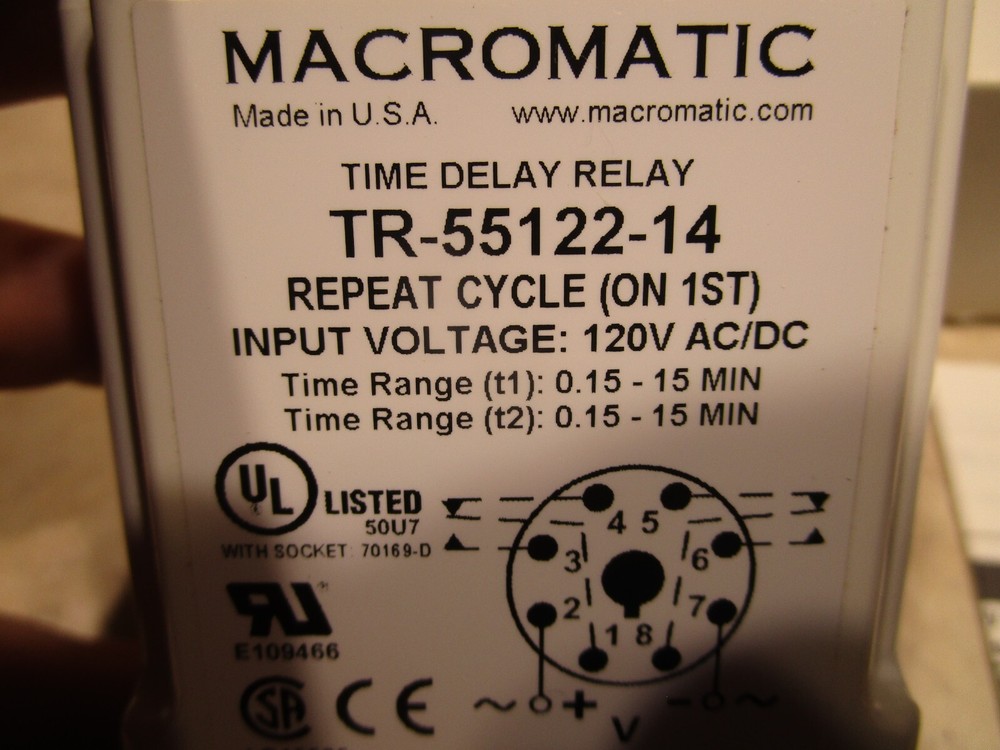 MACROMATIC
Made in U.S.A. www.macromatic.com
TIME DELAY RELAY
TR-55122-14
REPEAT CYCLE (ON 1ST)
INPUT VOLTAGE: 120V AC/DC
Time Range (t1): 0.15 - 15 MIN
Time Range (t2): 0.15 - 15 MIN
UL LISTED
50U7
WITH SOCKET: 70169-D
4 5
3 6
2 7
1 8
RU
E109466
SA CE
~ + - ~
V